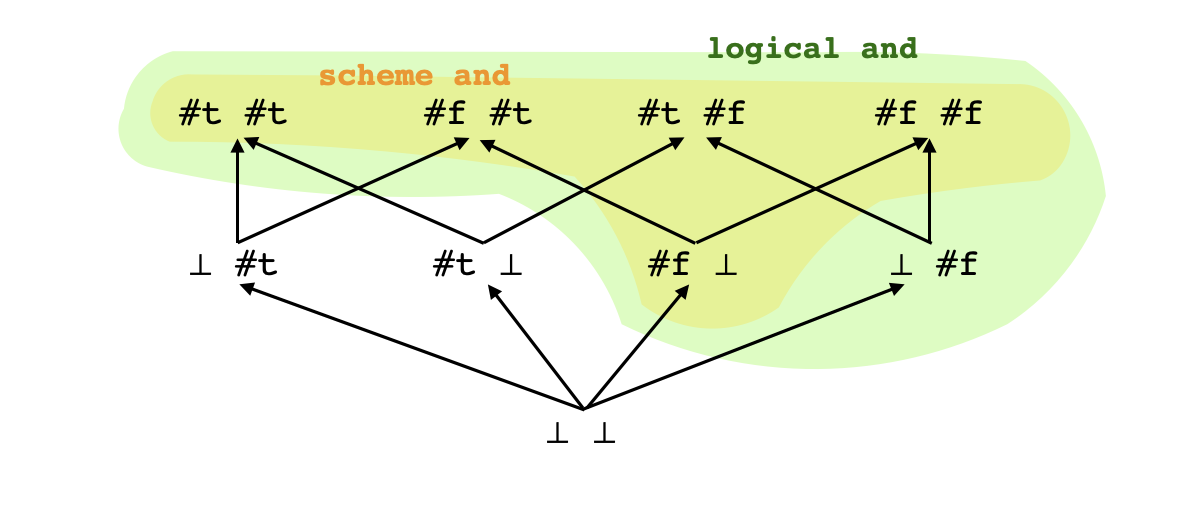 logical and
scheme and
#t #t #f #t #t #f #f #f
⊥ #t #t ⊥ #f ⊥ ⊥ #f
⊥ ⊥